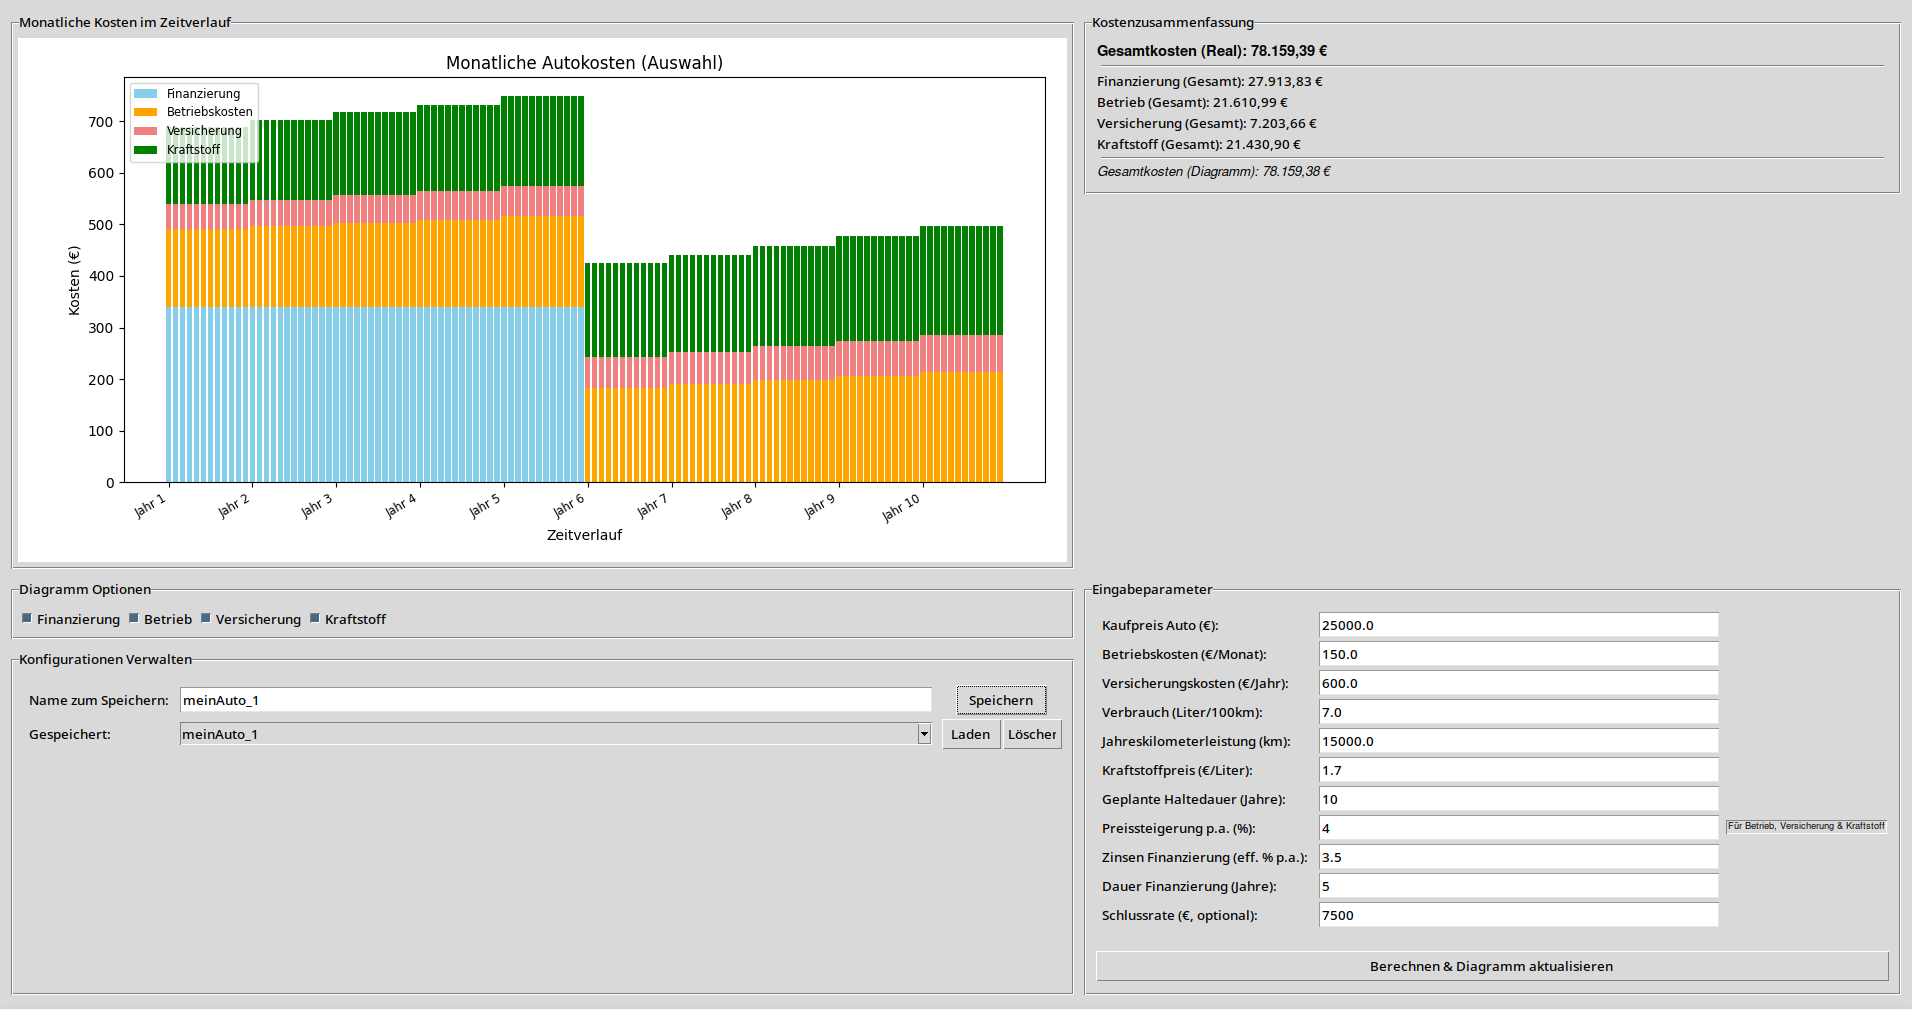 Monatliche Kosten im Zeitverlauf
Monatliche Autokosten (Auswahl)
Finanzierung
Betriebskosten
Versicherung
Kraftstoff
Kosten (€)
700
600
500
400
300
200
100
0
Jahr 1
Jahr 2
Jahr 3
Jahr 4
Jahr 5
Jahr 6
Jahr 7
Jahr 8
Jahr 9
Jahr 10
Zeitverlauf
Kostenzusammenfassung
Gesamtkosten (Real): 78.159,39 €
Finanzierung (Gesamt): 27.913,83 €
Betrieb (Gesamt): 21.610,99 €
Versicherung (Gesamt): 7.203,66 €
Kraftstoff (Gesamt): 21.430,90 €
Gesamtkosten (Diagramm): 78.159,38 €
Diagramm Optionen
Finanzierung Betrieb Versicherung Kraftstoff
Konfigurationen Verwalten
Name zum Speichern: meinAuto_1 Speichern
Gespeichert: meinAuto_1 Laden Löscher
Eingabeparameter
Kaufpreis Auto (€): 25000.0
Betriebskosten (€/Monat): 150.0
Versicherungskosten (€/Jahr): 600.0
Verbrauch (Liter/100km): 7.0
Jahreskilometerleistung (km): 15000.0
Kraftstoffpreis (€/Liter): 1.7
Geplante Haltedauer (Jahre): 10
Preissteigerung p.a. (%): 4 Für Betrieb, Versicherung & Kraftstoff
Zinsen Finanzierung (eff. % p.a.): 3.5
Dauer Finanzierung (Jahre): 5
Schlussrate (€, optional): 7500
Berechnen & Diagramm aktualisieren